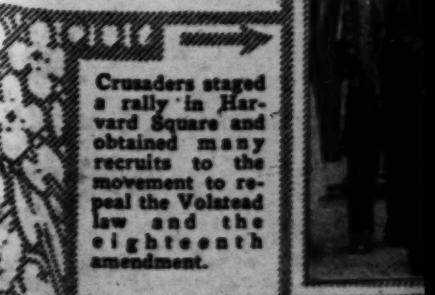 Crusaders staged
a rally in Har-
vard Square and
obtained many
recruits to the
movement to re-
peal the Volstead
law and the
eighteenth
amendment.